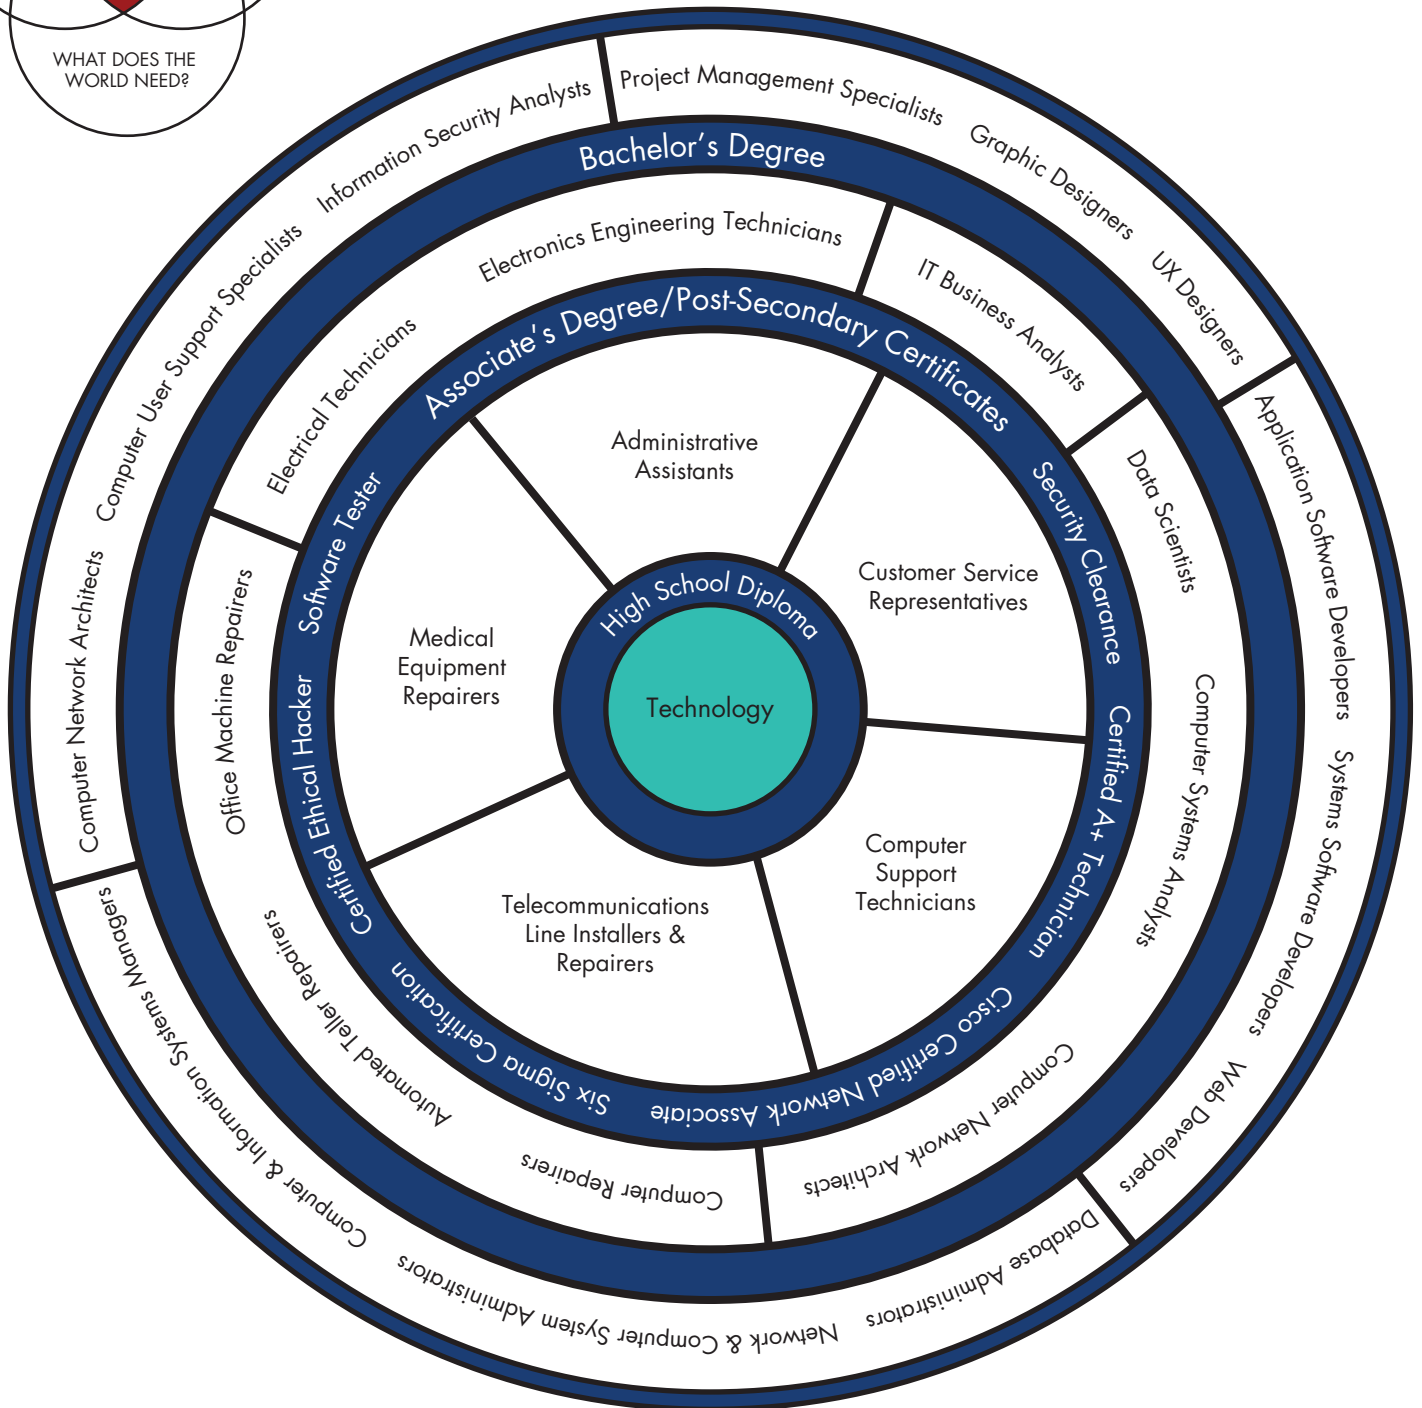 WHAT DOES THE
WORLD NEED?
Information Security Analysts
Project Management Specialists
Graphic Designers
UX Designers
Application Software Developers
Systems Software Developers
Web Developers
Database Administrators
Network & Computer System Administrators
Computer & Information Systems Managers
Computer Network Architects
Computer User Support Specialists
Bachelor's Degree
Electrical Technicians
Electronics Engineering Technicians
IT Business Analysts
Data Scientists
Computer Systems Analysts
Computer Network Architects
Computer Repairers
Automated Teller Repairers
Office Machine Repairers
Associate's Degree/Post-Secondary Certificates
Security Clearance
Certified A+ Technician
Cisco Certified Network Associate
Six Sigma Certification
Certified Ethical Hacker
Software Tester
Administrative
Assistants
Customer Service
Representatives
Computer
Support
Technicians
Telecommunications
Line Installers &
Repairers
Medical
Equipment
Repairers
High School Diploma
Technology